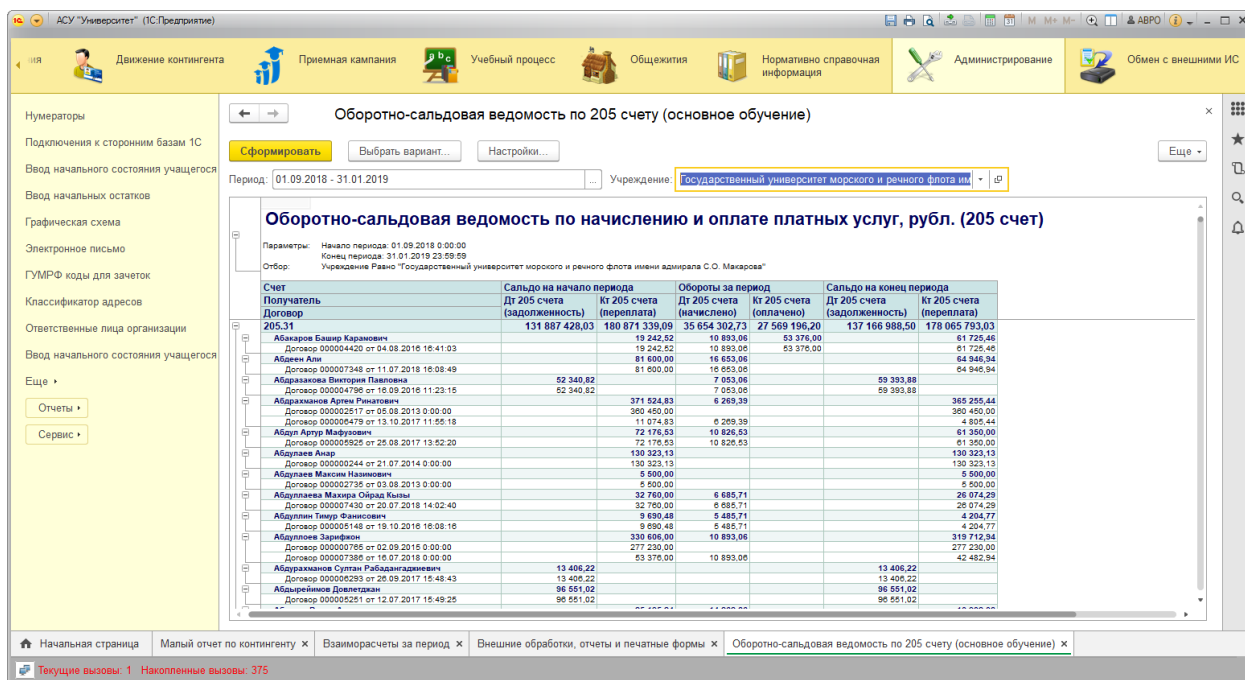 АСУ "Университет" (1С:Предприятие)
M M+ M- АВРО
ия Движение контингента Приемная кампания Учебный процесс Общежития Нормативно справочная информация Администрирование Обмен с внешними ИС
Нумераторы
Подключения к сторонним базам 1С
Ввод начального состояния учащегося
Ввод начальных остатков
Графическая схема
Электронное письмо
ГУМРФ коды для зачеток
Классификатор адресов
Ответственные лица организации
Ввод начального состояния учащегося
Еще
Отчеты
Сервис
Оборотно-сальдовая ведомость по 205 счету (основное обучение)
Сформировать Выбрать вариант... Настройки... Еще
Период: 01.09.2018 - 31.01.2019 ... Учреждение: Государственный университет морского и речного флота им
Оборотно-сальдовая ведомость по начислению и оплате платных услуг, рубл. (205 счет)
Параметры: Начало периода: 01.09.2018 0:00:00
Конец периода: 31.01.2019 23:59:59
Отбор: Учреждение Равно "Государственный университет морского и речного флота имени адмирала С.О. Макарова"
Счет Сальдо на начало периода Обороты за период Сальдо на конец периода
Получатель Дт 205 счета Кт 205 счета Дт 205 счета Кт 205 счета Дт 205 счета Кт 205 счета
Договор (задолженность) (переплата) (начислено) (оплачено) (задолженность) (переплата)
205.31 131 887 428,03 180 871 339,09 35 654 302,73 27 569 196,20 137 166 988,50 178 065 793,03
Абакаров Башир Каранович 19 242,52 10 893,06 53 376,00 61 725,46
Договор 000004420 от 04.08.2016 16:41:03 19 242,52 10 893,06 53 376,00 61 725,46
Абдеен Али 81 600,00 16 653,06 64 946,94
Договор 000007348 от 11.07.2018 16:08:49 81 600,00 16 653,06 64 946,94
Абдразакова Виктория Павловна 52 340,82 7 053,06 59 393,88
Договор 000004796 от 16.09.2016 11:23:15 52 340,82 7 053,06 59 393,88
Абдрахманов Артем Ринатович 371 524,83 6 269,39 365 255,44
Договор 000002517 от 05.08.2013 0:00:00 360 450,00 360 450,00
Договор 000006479 от 13.10.2017 11:55:18 11 074,83 6 269,39 4 805,44
Абдул Артур Мафузович 72 176,53 10 826,53 61 350,00
Договор 000005925 от 25.08.2017 13:52:20 72 176,53 10 826,53 61 350,00
Абдулаев Анар 130 323,13 130 323,13
Договор 000000244 от 21.07.2014 0:00:00 130 323,13 130 323,13
Абдулаев Максим Назимович 5 500,00 5 500,00
Договор 000002735 от 03.08.2013 0:00:00 5 500,00 5 500,00
Абдуллаева Махира Ойрад Кызы 32 760,00 6 685,71 26 074,29
Договор 000007430 от 20.07.2018 14:02:40 32 760,00 6 685,71 26 074,29
Абдуллин Тимур Фанисович 9 690,48 5 485,71 4 204,77
Договор 000005148 от 19.10.2016 16:08:16 9 690,48 5 485,71 4 204,77
Абдуллоев Зарифжон 330 606,00 10 893,06 319 712,94
Договор 000000765 от 02.09.2015 0:00:00 277 230,00 277 230,00
Договор 000007386 от 16.07.2018 0:00:00 53 376,00 10 893,06 42 482,94
Абдурахманов Султан Рабадангаджиевич 13 406,22 13 406,22
Договор 000006293 от 26.09.2017 15:48:43 13 406,22 13 406,22
Абдырейимов Довлетджан 96 551,02 96 551,02
Договор 000005251 от 12.07.2017 15:49:25 96 551,02 96 551,02
Начальная страница Малый отчет по контингенту Взаиморасчеты за период Внешние обработки, отчеты и печатные формы Оборотно-сальдовая ведомость по 205 счету (основное обучение)
Текущие вызовы: 1 Накопленные вызовы: 375